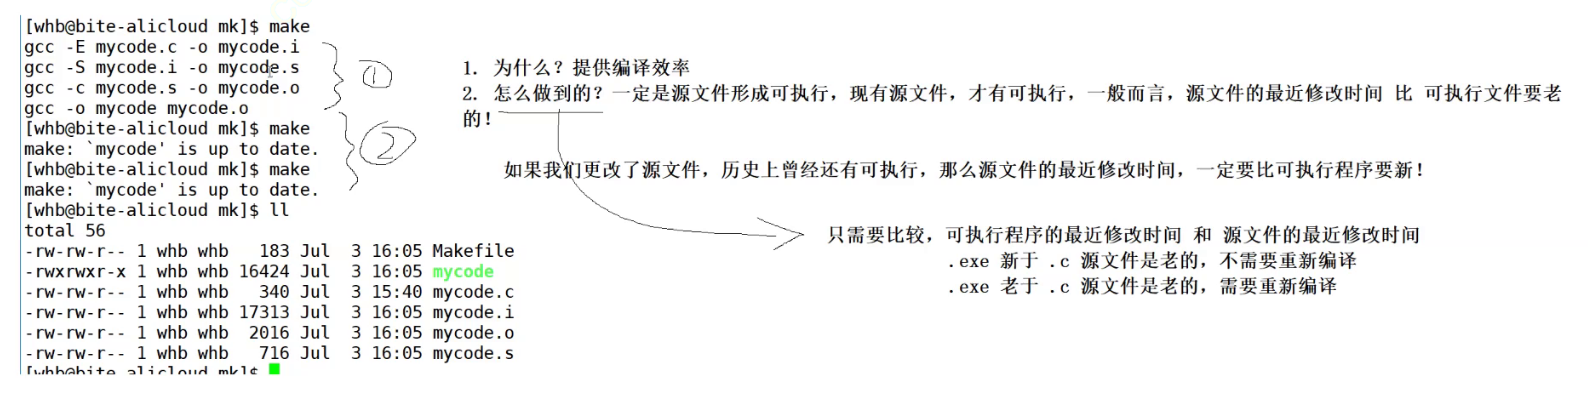 [whb@bite-alicloud mk]$ make
gcc -E mycode.c -o mycode.i
gcc -S mycode.i -o mycode.s
gcc -c mycode.s -o mycode.o
gcc -o mycode mycode.o
[whb@bite-alicloud mk]$ make
make: `mycode' is up to date.
[whb@bite-alicloud mk]$ make
make: `mycode' is up to date.
[whb@bite-alicloud mk]$ ll
total 56
-rw-rw-r-- 1 whb whb   183 Jul  3 16:05 Makefile
-rwxrwxr-x 1 whb whb 16424 Jul  3 16:05 mycode
-rw-rw-r-- 1 whb whb   340 Jul  3 15:40 mycode.c
-rw-rw-r-- 1 whb whb 17313 Jul  3 16:05 mycode.i
-rw-rw-r-- 1 whb whb  2016 Jul  3 16:05 mycode.o
-rw-rw-r-- 1 whb whb   716 Jul  3 16:05 mycode.s
[whb@bite-alicloud mk]$
①
②
1. 为什么？提供编译效率
2. 怎么做到的？一定是源文件形成可执行，现有源文件，才有可执行，一般而言，源文件的最近修改时间 比 可执行文件要老
的！
如果我们更改了源文件，历史上曾经还有可执行，那么源文件的最近修改时间，一定要比可执行程序要新！
只需要比较，可执行程序的最近修改时间 和 源文件的最近修改时间
.exe 新于 .c 源文件是老的，不需要重新编译
.exe 老于 .c 源文件是老的，需要重新编译